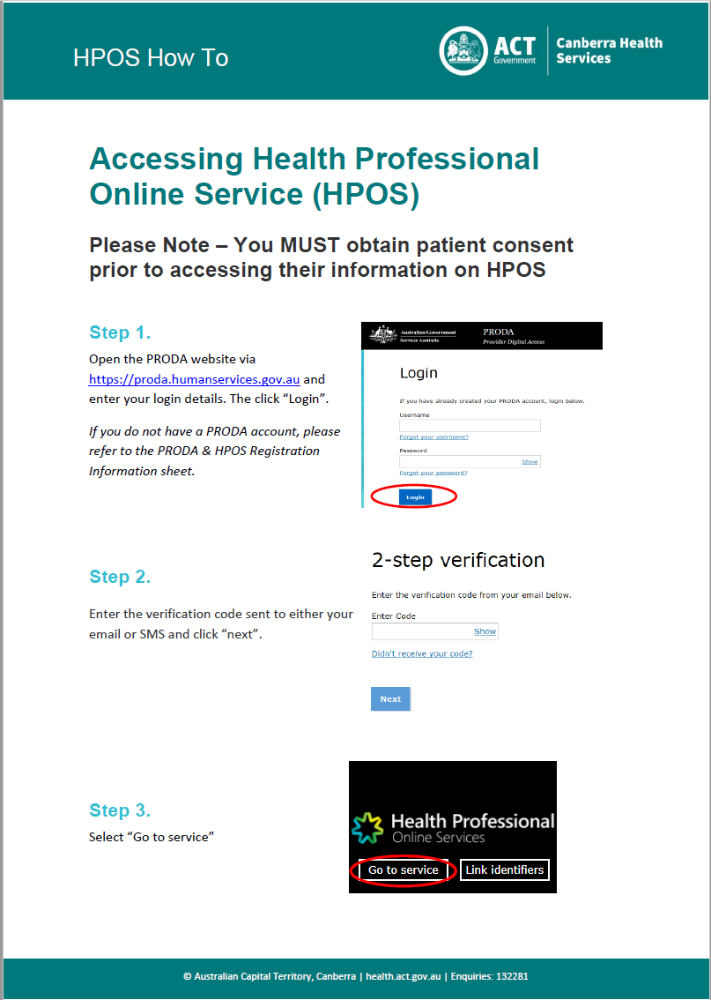 HPOS How To
ACT
Government
Canberra Health
Services
Accessing Health Professional
Online Service (HPOS)
Please Note – You MUST obtain patient consent
prior to accessing their information on HPOS
Step 1.
Open the PRODA website via
https://proda.humanservices.gov.au and
enter your login details. The click “Login”.
If you do not have a PRODA account, please
refer to the PRODA & HPOS Registration
Information sheet.
Australian Government
Services Australia
PRODA
Provider Digital Access
Login
If you have already created your PRODA account, login below.
Username
Forgot your username?
Password
Show
Forgot your password?
Login
Step 2.
Enter the verification code sent to either your
email or SMS and click “next”.
2-step verification
Enter the verification code from your email below.
Enter Code
Show
Didn't receive your code?
Next
Step 3.
Select “Go to service”
Health Professional
Online Services
Go to service
Link identifiers
© Australian Capital Territory, Canberra | health.act.gov.au | Enquiries: 132281